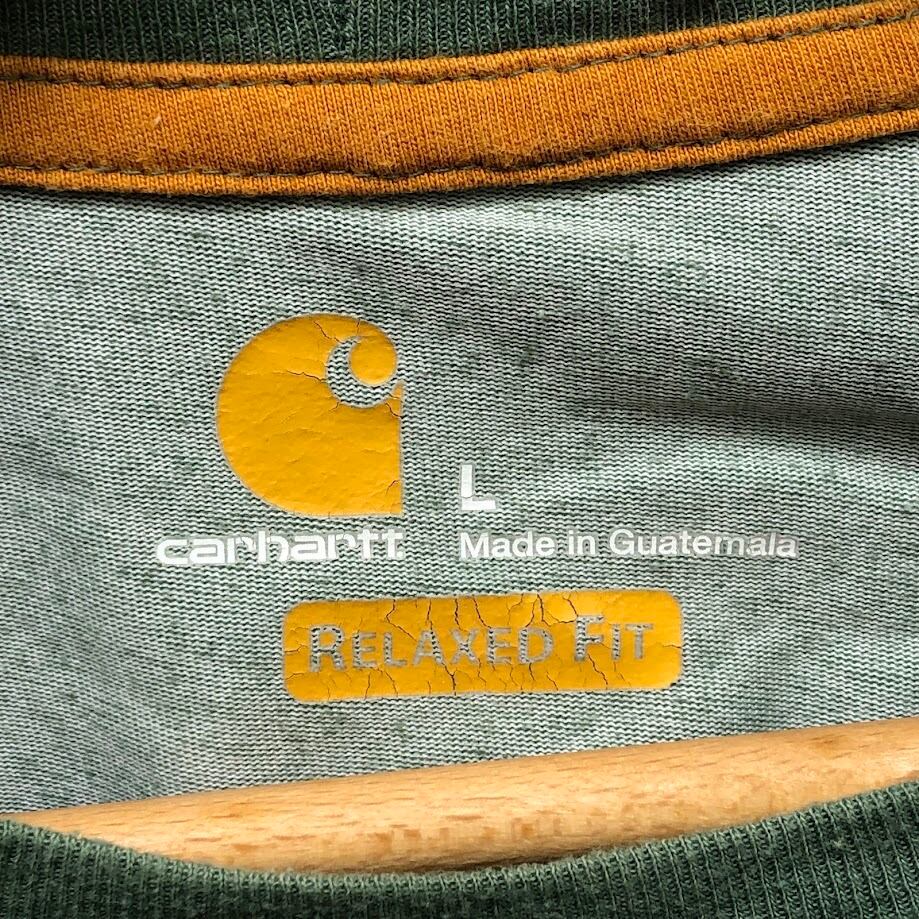 L
carhartt Made in Guatemala
RELAXED FIT